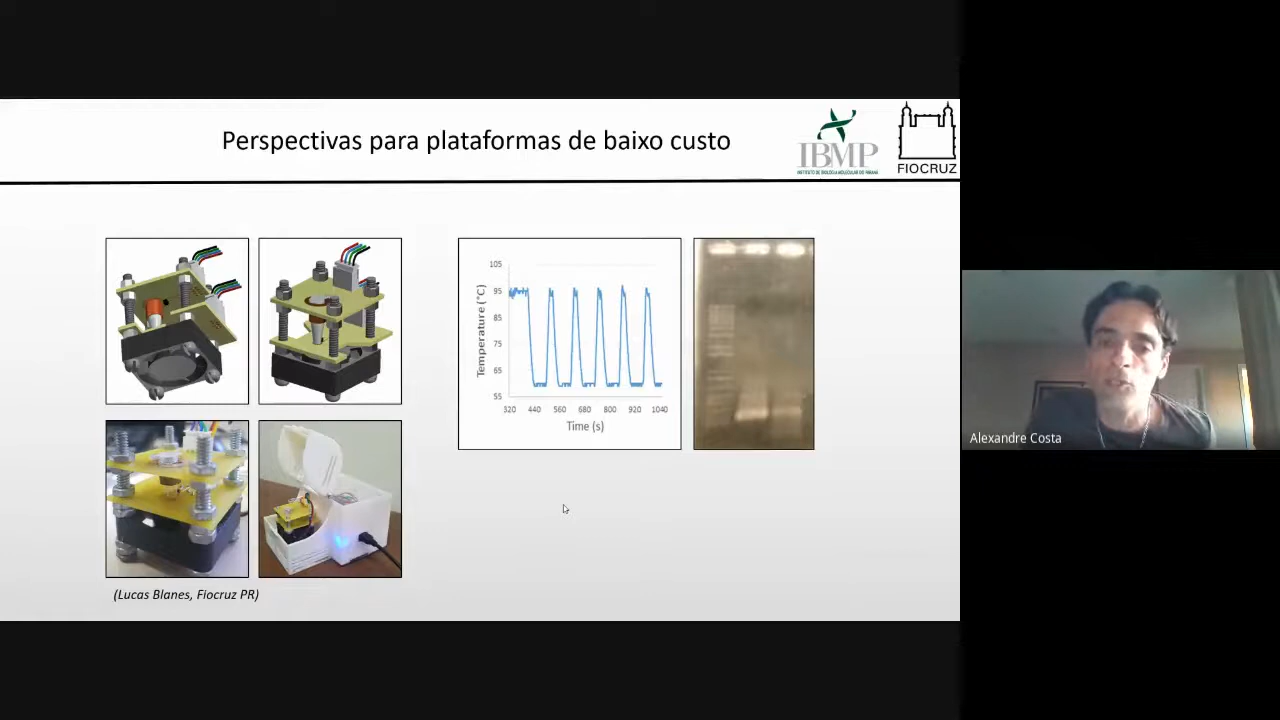 Perspectivas para plataformas de baixo custo
IBMP
INSTITUTO DE BIOLOGIA MOLECULAR DO PARANÁ
FIOCRUZ
105
95
85
75
65
55
Temperature (°C)
320 440 560 680 800 920 1040
Time (s)
(Lucas Blanes, Fiocruz PR)
Alexandre Costa